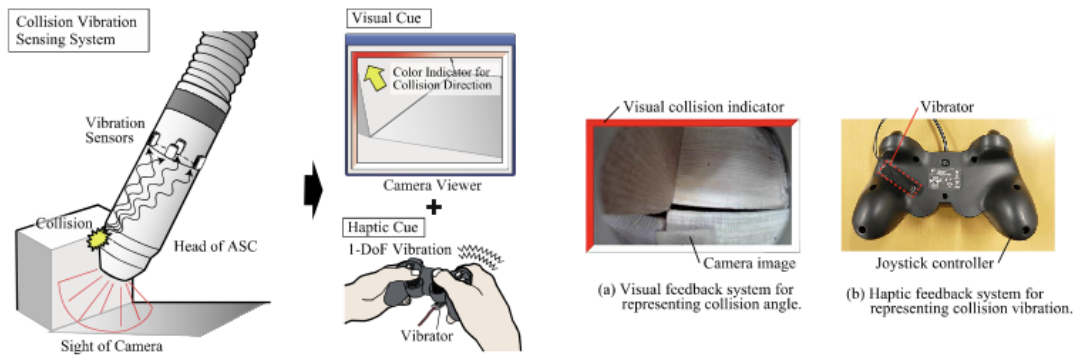 Collision Vibration
Sensing System
Vibration
Sensors
Collision
Head of ASC
Sight of Camera
Visual Cue
Color Indicator for
Collision Direction
Camera Viewer
+
Haptic Cue
1-DoF Vibration
Vibrator
Visual collision indicator
Camera image
(a) Visual feedback system for
representing collision angle.
Vibrator
Joystick controller
(b) Haptic feedback system for
representing collision vibration.